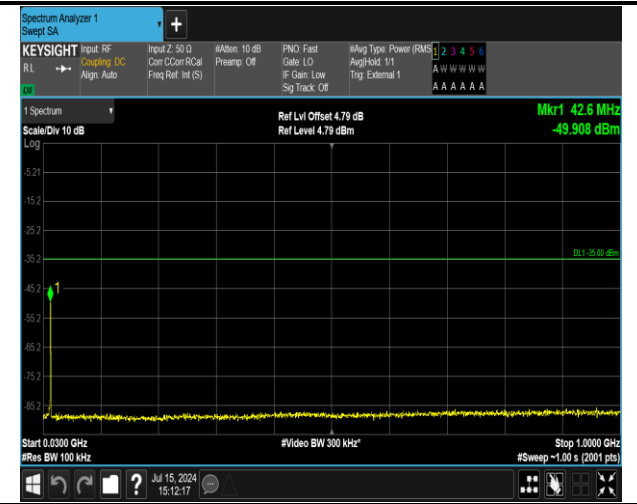 Spectrum Analyzer 1
Swept SA
+
KEYSIGHT
RL
Input: RF
Coupling: DC
Align: Auto
Input Z: 50 Ω
Corr CCorr RCal
Freq Ref: Int (S)
#Atten: 10 dB
Preamp: Off
PNO: Fast
Gate: LO
IF Gain: Low
Sig Track: Off
#Avg Type: Power (RMS
Avg|Hold: 1/1
Trig: External 1
1 2 3 4 5 6
A W W W W W
A A A A A A
1 Spectrum
Scale/Div 10 dB
Ref Lvl Offset 4.79 dB
Ref Level 4.79 dBm
Mkr1 42.6 MHz
-49.908 dBm
Log
-5.21
-15.2
-25.2
-35.2
DL1 -35.00 dBm
-45.2
1
-55.2
-65.2
-75.2
-85.2
Start 0.0300 GHz
#Video BW 300 kHz*
Stop 1.0000 GHz
#Res BW 100 kHz
#Sweep ~1.00 s (2001 pts)
?
Jul 15, 2024
15:12:17